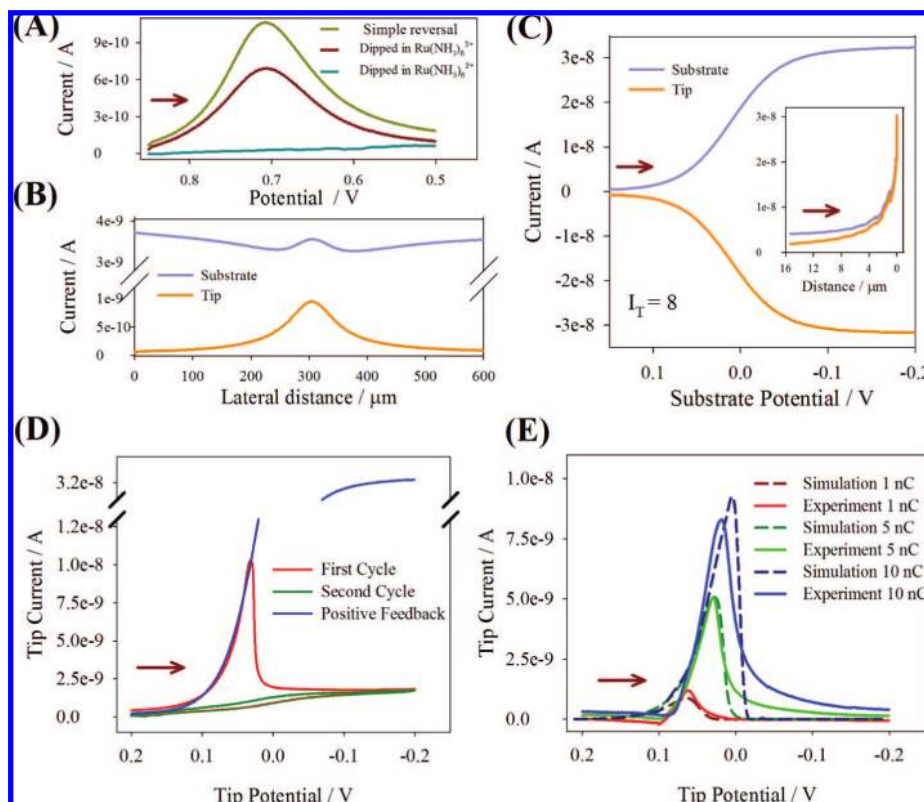 (A)
Current / A
9e-10
6e-10
3e-10
0
Simple reversal
Dipped in Ru(NH₃)₆³⁺
Dipped in Ru(NH₃)₆²⁺
0.8 0.7 0.6 0.5
Potential / V
(B)
Current / A
4e-9
3e-9
1e-9
5e-10
0
Substrate
Tip
0 100 200 300 400 500 600
Lateral distance / µm
(C)
Current / A
3e-8
2e-8
1e-8
0
-1e-8
-2e-8
-3e-8
Substrate
Tip
3e-8
2e-8
1e-8
0
16 12 8 4 0
Distance / µm
I_T = 8
0.1 0.0 -0.1 -0.2
Substrate Potential / V
(D)
Tip Current / A
3.2e-8
1.2e-8
1.0e-8
7.5e-9
5.0e-9
2.5e-9
0.0
First Cycle
Second Cycle
Positive Feedback
0.2 0.1 0.0 -0.1 -0.2
Tip Potential / V
(E)
Tip Current / A
1.0e-8
7.5e-9
5.0e-9
2.5e-9
0.0
Simulation 1 nC
Experiment 1 nC
Simulation 5 nC
Experiment 5 nC
Simulation 10 nC
Experiment 10 nC
0.2 0.1 0.0 -0.1 -0.2
Tip Potential / V